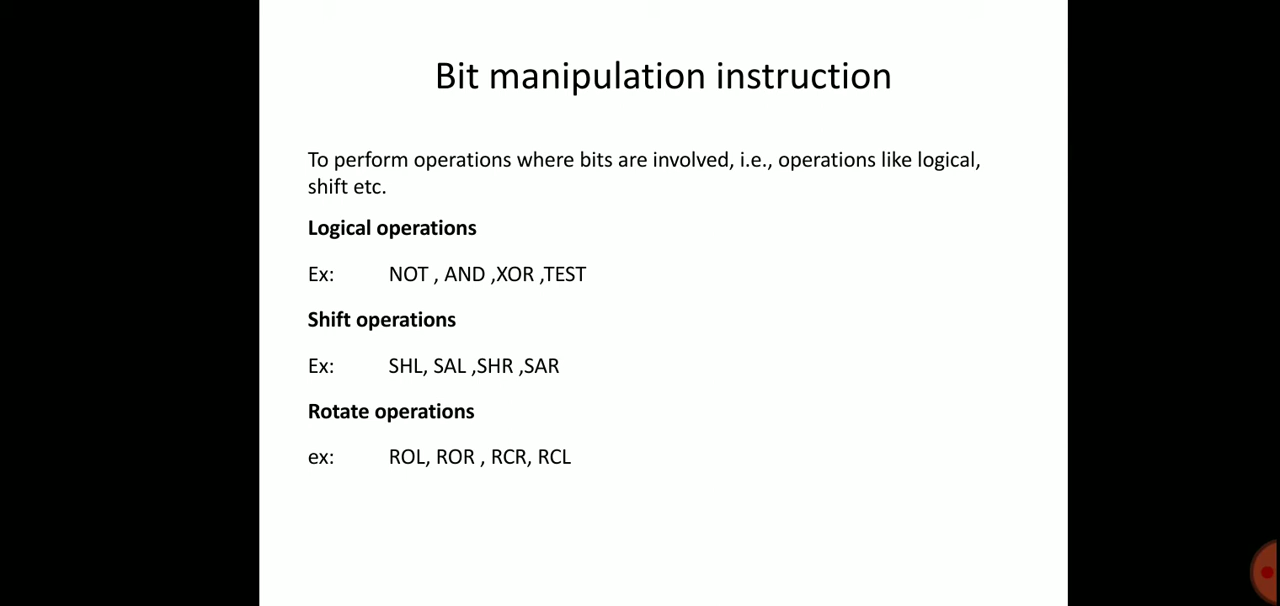 Bit manipulation instruction
To perform operations where bits are involved, i.e., operations like logical,
shift etc.
Logical operations
Ex: NOT , AND ,XOR ,TEST
Shift operations
Ex: SHL, SAL ,SHR ,SAR
Rotate operations
ex: ROL, ROR , RCR, RCL